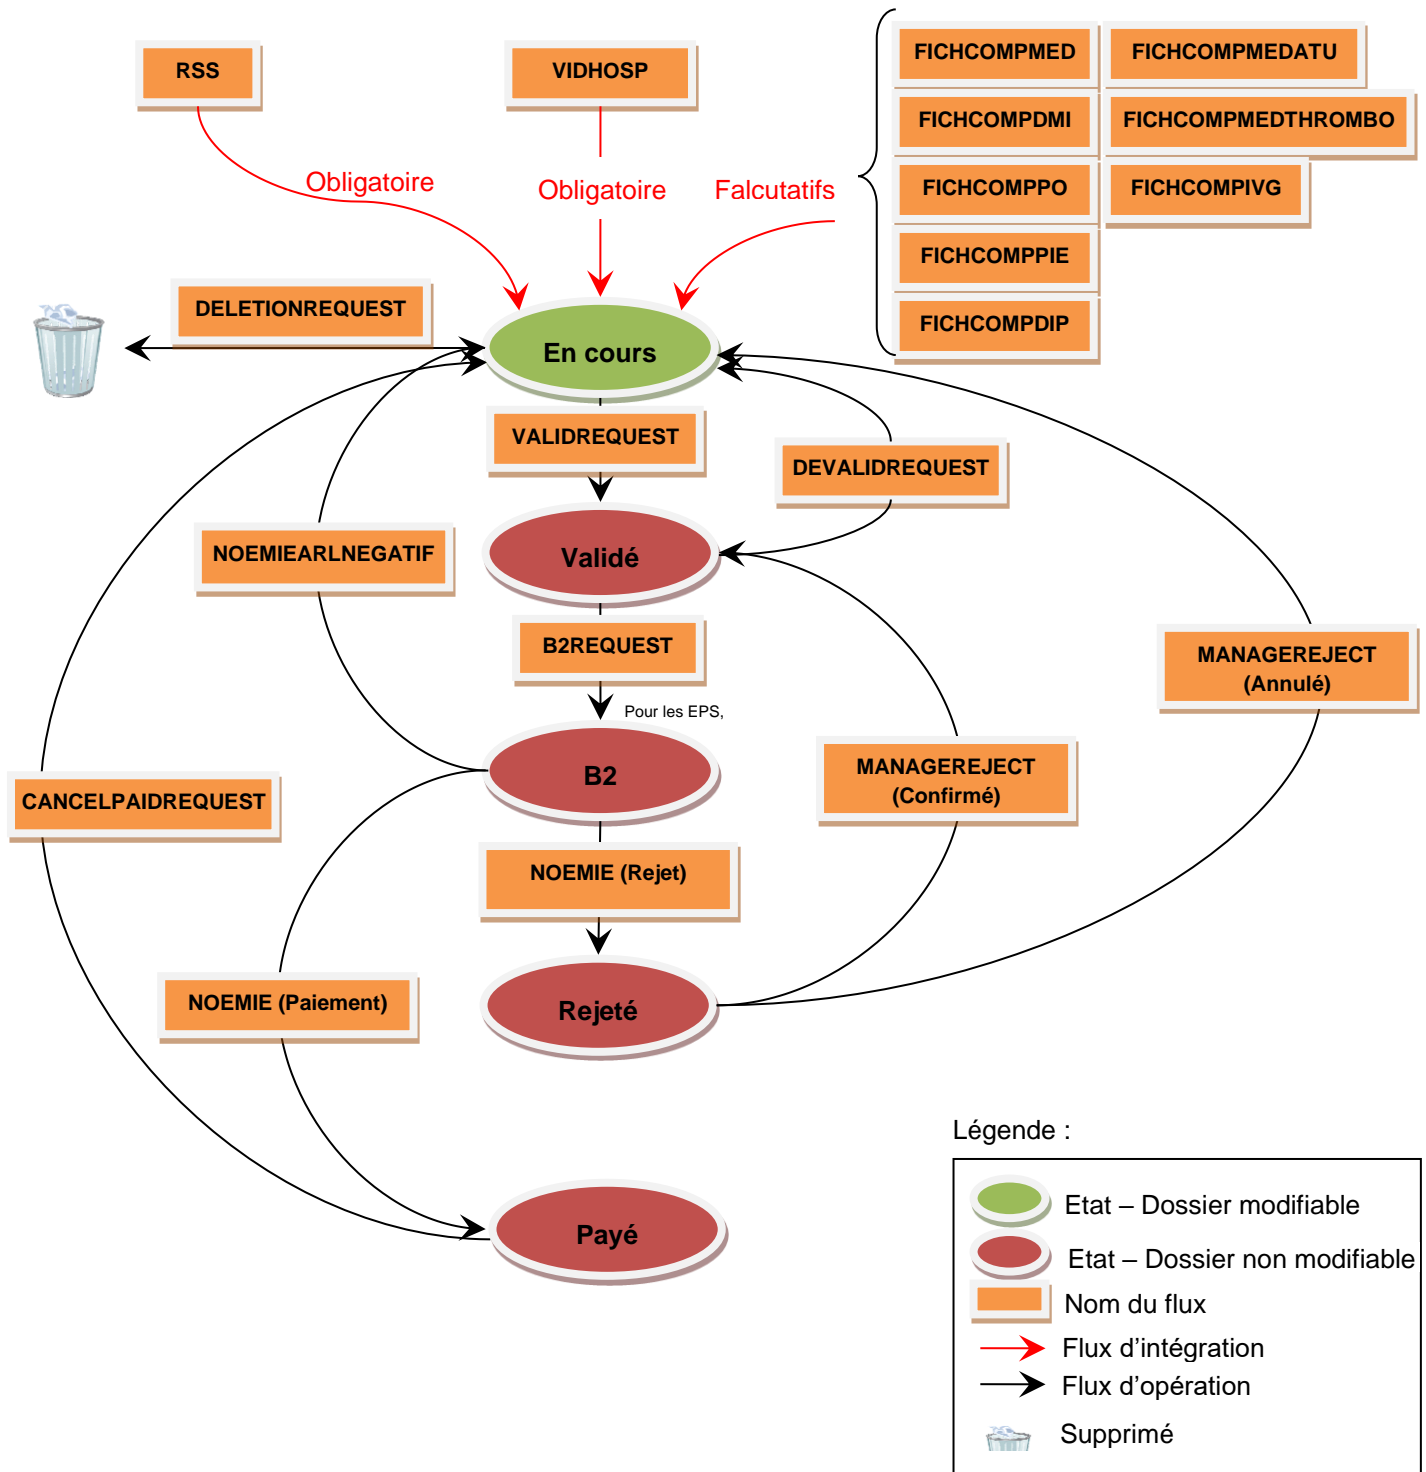 RSS
VIDHOSP
FICHCOMPMED
FICHCOMPMEDATU
FICHCOMPDMI
FICHCOMPMEDTHROMBO
FICHCOMPPO
FICHCOMPIVG
FICHCOMPPIE
FICHCOMPDIP
Obligatoire
Obligatoire
Falcutatifs
DELETIONREQUEST
En cours
VALIDREQUEST
DEVALIDREQUEST
NOEMIEARLNEGATIF
Validé
B2REQUEST
MANAGEREJECT
(Annulé)
Pour les EPS,
B2
MANAGEREJECT
(Confirmé)
CANCELPAIDREQUEST
NOEMIE (Rejet)
NOEMIE (Paiement)
Rejeté
Payé
Légende :
Etat – Dossier modifiable
Etat – Dossier non modifiable
Nom du flux
Flux d'intégration
Flux d'opération
Supprimé